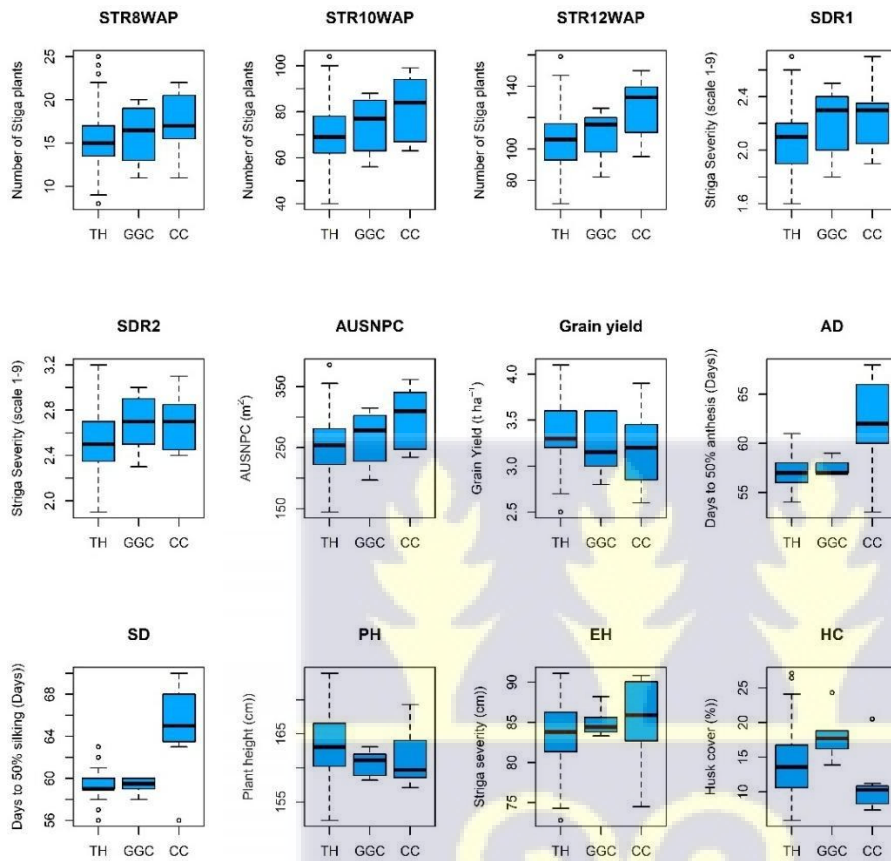 STR8WAP
Number of Stiga plants
25
20
15
10
TH GGC CC
STR10WAP
Number of Stiga plants
100
80
60
40
TH GGC CC
STR12WAP
Number of Stiga plants
140
120
100
80
TH GGC CC
SDR1
Striga Severity (scale 1-9)
2.4
2.0
1.6
TH GGC CC
SDR2
Striga Severity (scale 1-9)
3.2
2.8
2.4
2.0
TH GGC CC
AUSNPC
AUSNPC (m²)
350
250
150
TH GGC CC
Grain yield
Grain Yield (t ha⁻¹)
4.0
3.5
3.0
2.5
TH GGC CC
AD
Days to 50% anthesis (Days))
65
60
55
TH GGC CC
SD
Days to 50% silking (Days))
68
64
60
56
TH GGC CC
PH
Plant height (cm))
165
155
TH GGC CC
EH
Striga severity (cm))
90
85
80
75
TH GGC CC
HC
Husk cover (%))
25
20
15
10
TH GGC CC